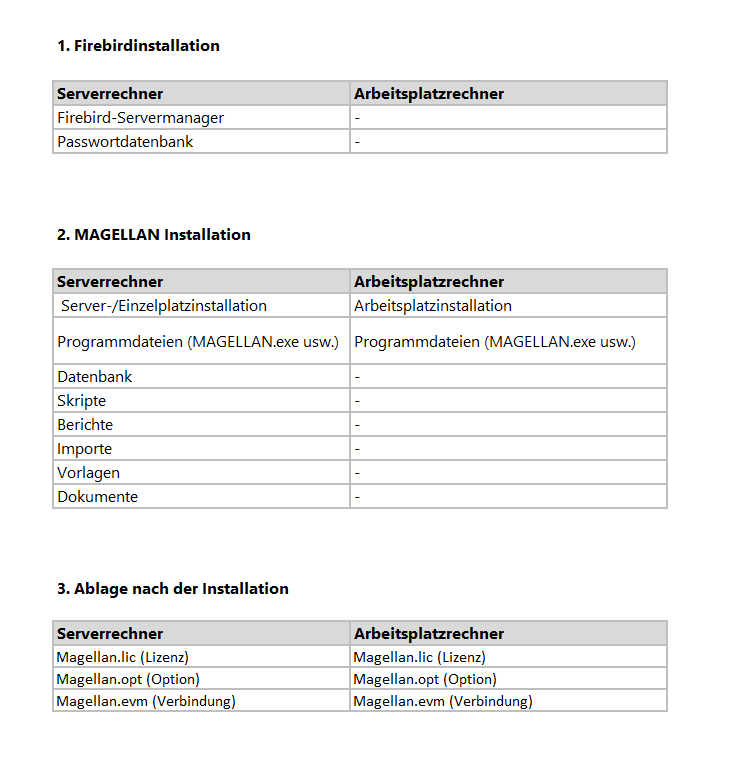 1. Firebirdinstallation
Serverrechner Arbeitsplatzrechner
Firebird-Servermanager -
Passwortdatenbank -
2. MAGELLAN Installation
Serverrechner Arbeitsplatzrechner
Server-/Einzelplatzinstallation Arbeitsplatzinstallation
Programmdateien (MAGELLAN.exe usw.) Programmdateien (MAGELLAN.exe usw.)
Datenbank -
Skripte -
Berichte -
Importe -
Vorlagen -
Dokumente -
3. Ablage nach der Installation
Serverrechner Arbeitsplatzrechner
Magellan.lic (Lizenz) Magellan.lic (Lizenz)
Magellan.opt (Option) Magellan.opt (Option)
Magellan.evm (Verbindung) Magellan.evm (Verbindung)